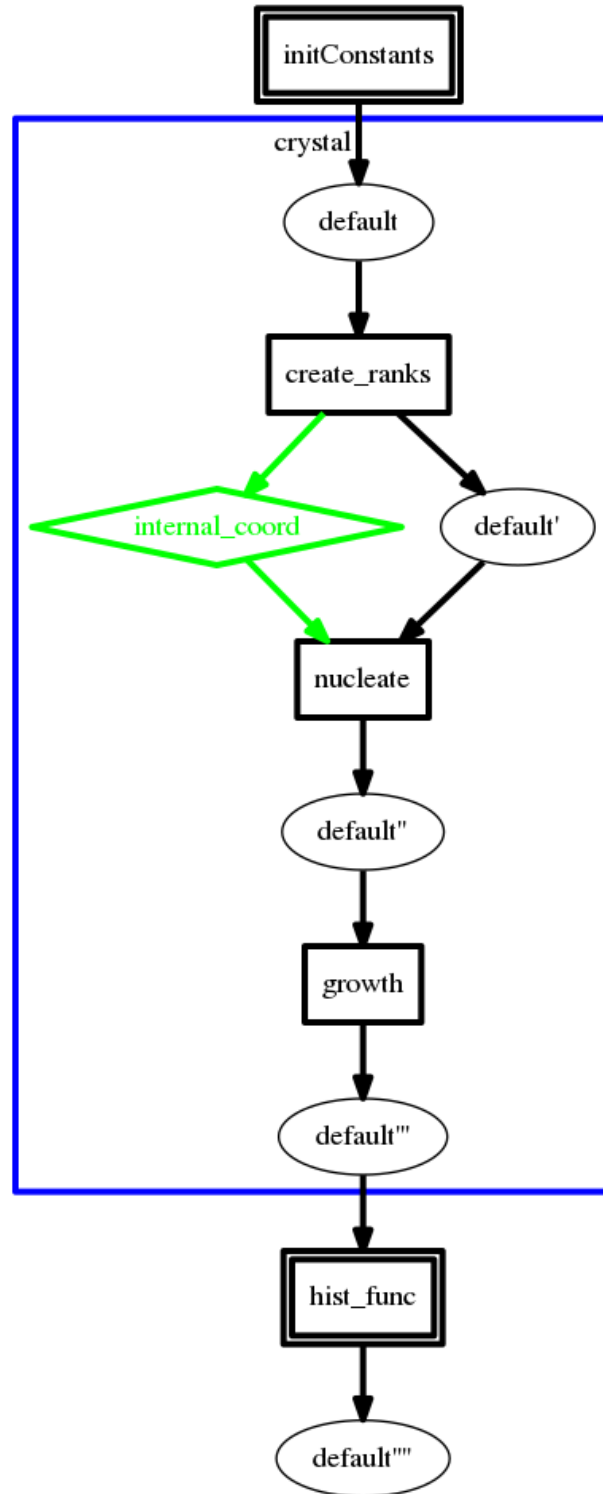 initConstants
crystal
default
create_ranks
internal_coord
default'
nucleate
default''
growth
default'''
hist_func
default''''